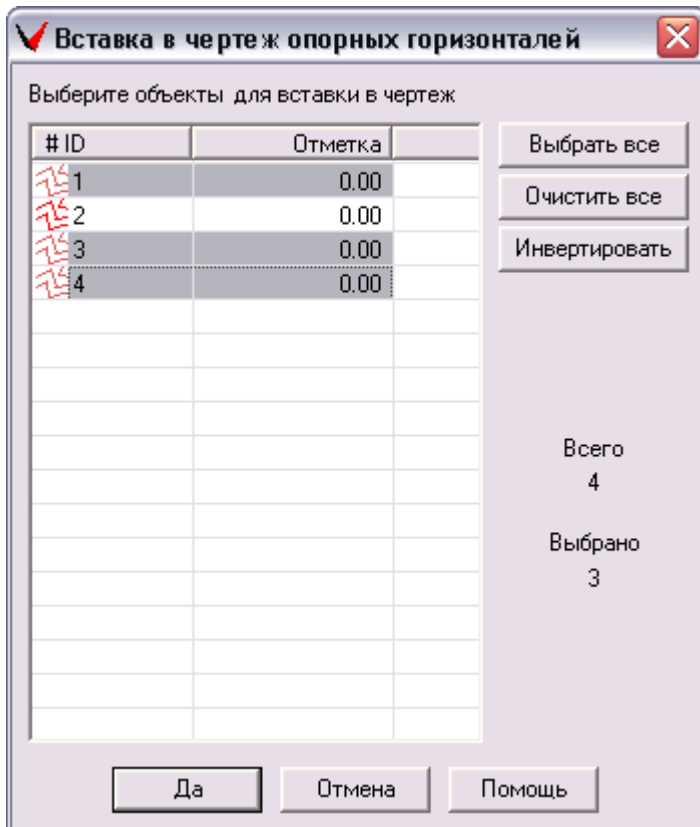 Вставка в чертеж опорных горизонталей
Выберите объекты для вставки в чертеж
# ID Отметка
1 0.00
2 0.00
3 0.00
4 0.00
Выбрать все
Очистить все
Инвертировать
Всего
4
Выбрано
3
Да Отмена Помощь